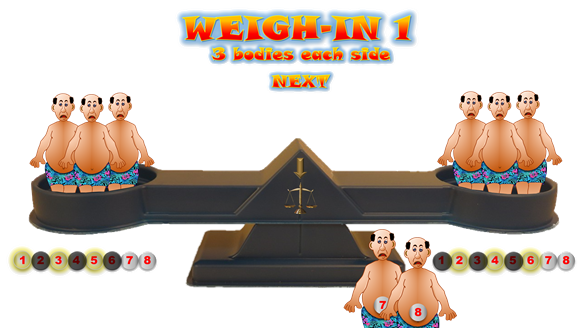 WEIGH-IN 1
3 bodies each side
NEXT
1 2 3 4 5 6 7 8
1 2 3 4 5 6 7 8
7 8